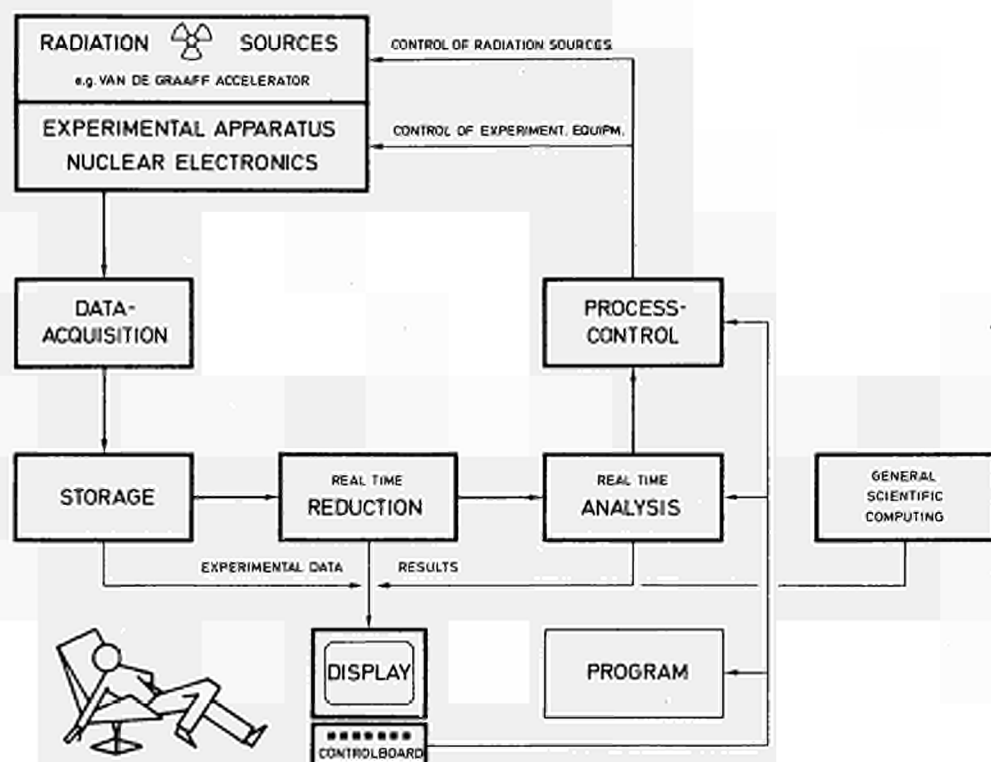 RADIATION SOURCES
e.g. VAN DE GRAAFF ACCELERATOR
EXPERIMENTAL APPARATUS
NUCLEAR ELECTRONICS
CONTROL OF RADIATION SOURCES
CONTROL OF EXPERIMENT. EQUIPM.
DATA-
ACQUISITION
PROCESS-
CONTROL
STORAGE
REAL TIME
REDUCTION
REAL TIME
ANALYSIS
GENERAL
SCIENTIFIC
COMPUTING
EXPERIMENTAL DATA
RESULTS
DISPLAY
PROGRAM
CONTROLBOARD